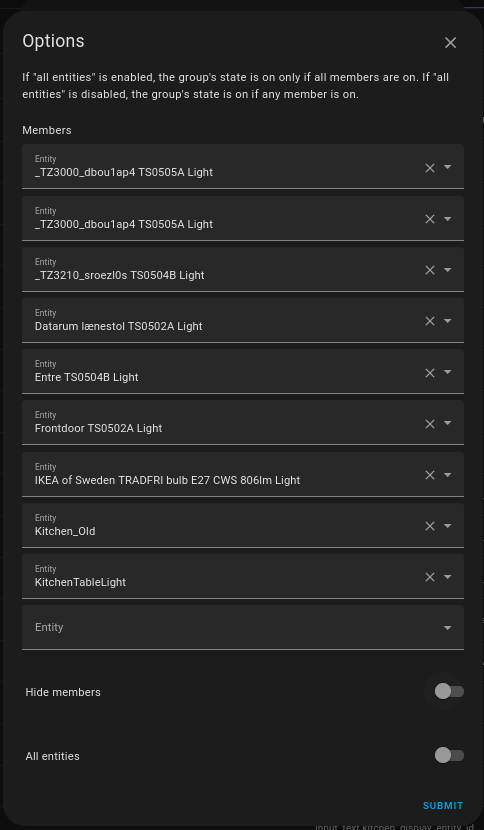 Options
If "all entities" is enabled, the group's state is on only if all members are on. If "all
entities" is disabled, the group's state is on if any member is on.
Members
Entity
_TZ3000_dbou1ap4 TS0505A Light
Entity
_TZ3000_dbou1ap4 TS0505A Light
Entity
_TZ3210_sroezl0s TS0504B Light
Entity
Datarum lænestol TS0502A Light
Entity
Entre TS0504B Light
Entity
Frontdoor TS0502A Light
Entity
IKEA of Sweden TRADFRI bulb E27 CWS 806lm Light
Entity
Kitchen_Old
Entity
KitchenTableLight
Entity
Hide members
All entities
SUBMIT
input_text.kitchen_display_entity_id